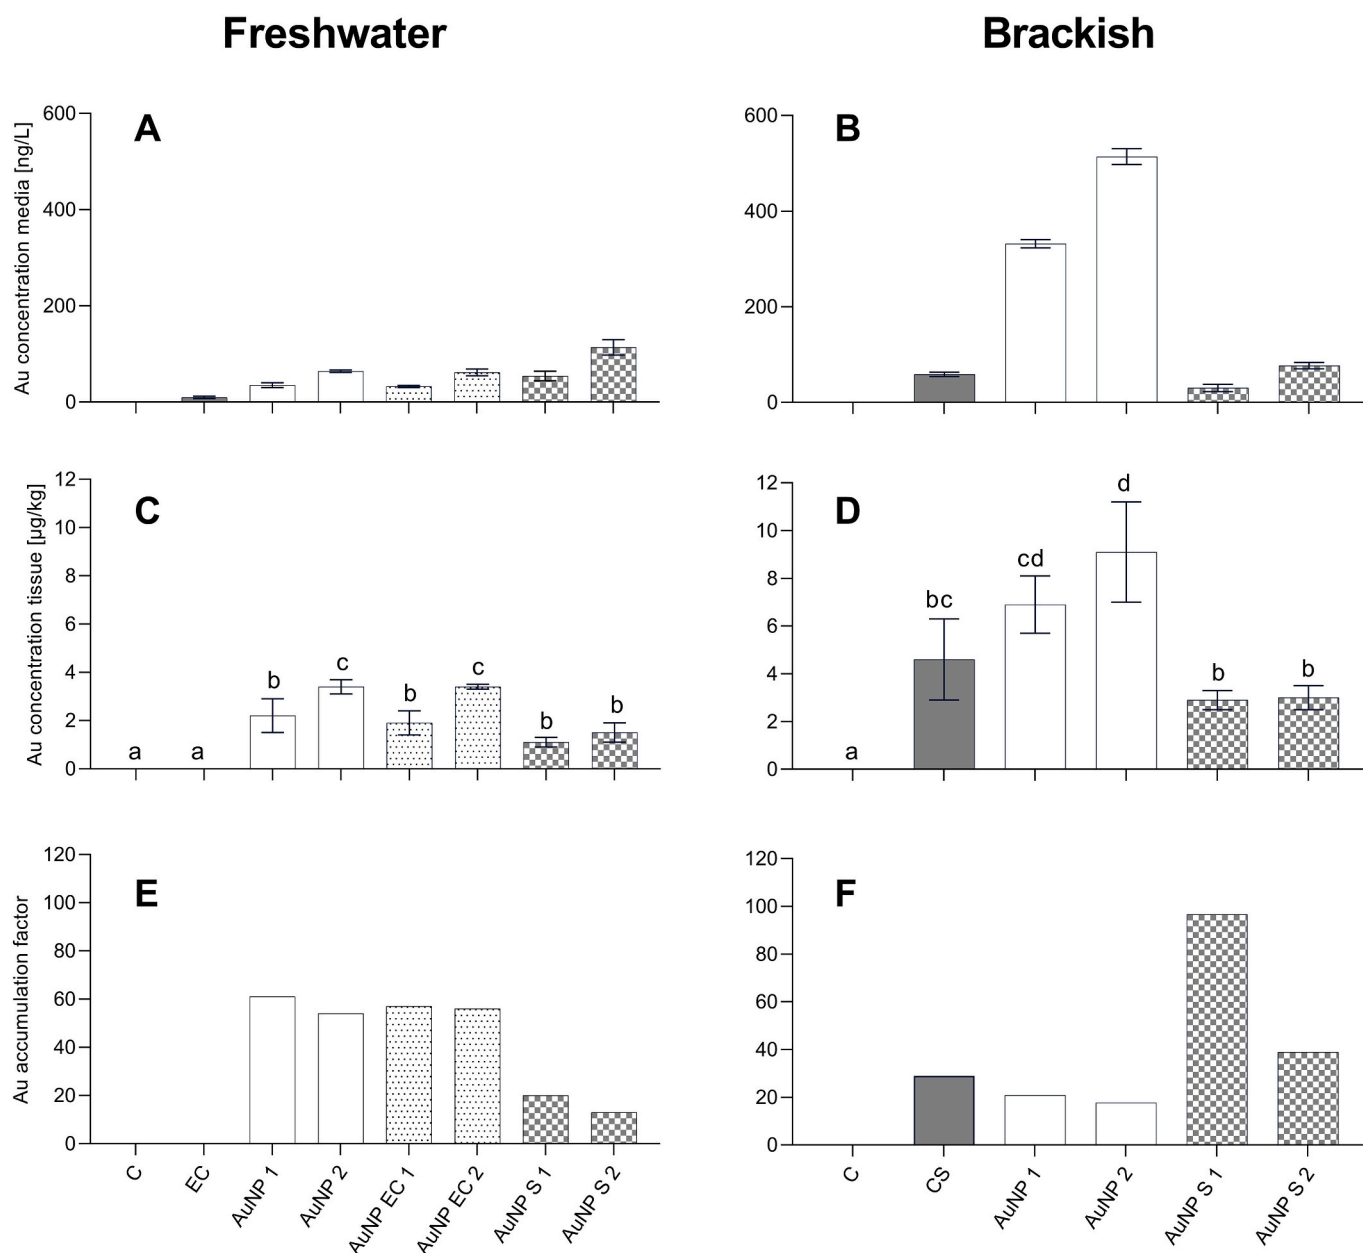 Freshwater
Brackish
A
Au concentration media [ng/L]
600
400
200
0
B
600
400
200
0
C
Au concentration tissue [µg/kg]
12
10
8
6
4
2
0
a a b c b c b b
D
12
10
8
6
4
2
0
a bc cd d b b
E
Au accumulation factor
120
100
80
60
40
20
0
C EC AuNP 1 AuNP 2 AuNP EC 1 AuNP EC 2 AuNP S 1 AuNP S 2
F
120
100
80
60
40
20
0
C CS AuNP 1 AuNP 2 AuNP S 1 AuNP S 2